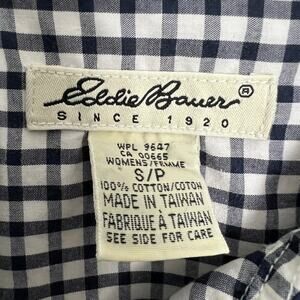 Eddie Bauer ®
SINCE 1920
WPL 9647
CA 00665
WOMENS/FEMME
S/P
100% COTTON/COTON
MADE IN TAIWAN
FABRIQUÉ À TAIWAN
SEE SIDE FOR CARE